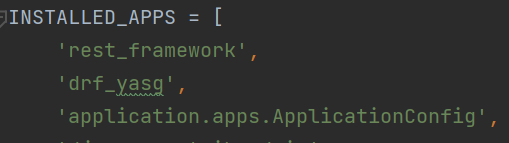 INSTALLED_APPS = [
'rest_framework',
'drf_yasg',
'application.apps.ApplicationConfig',